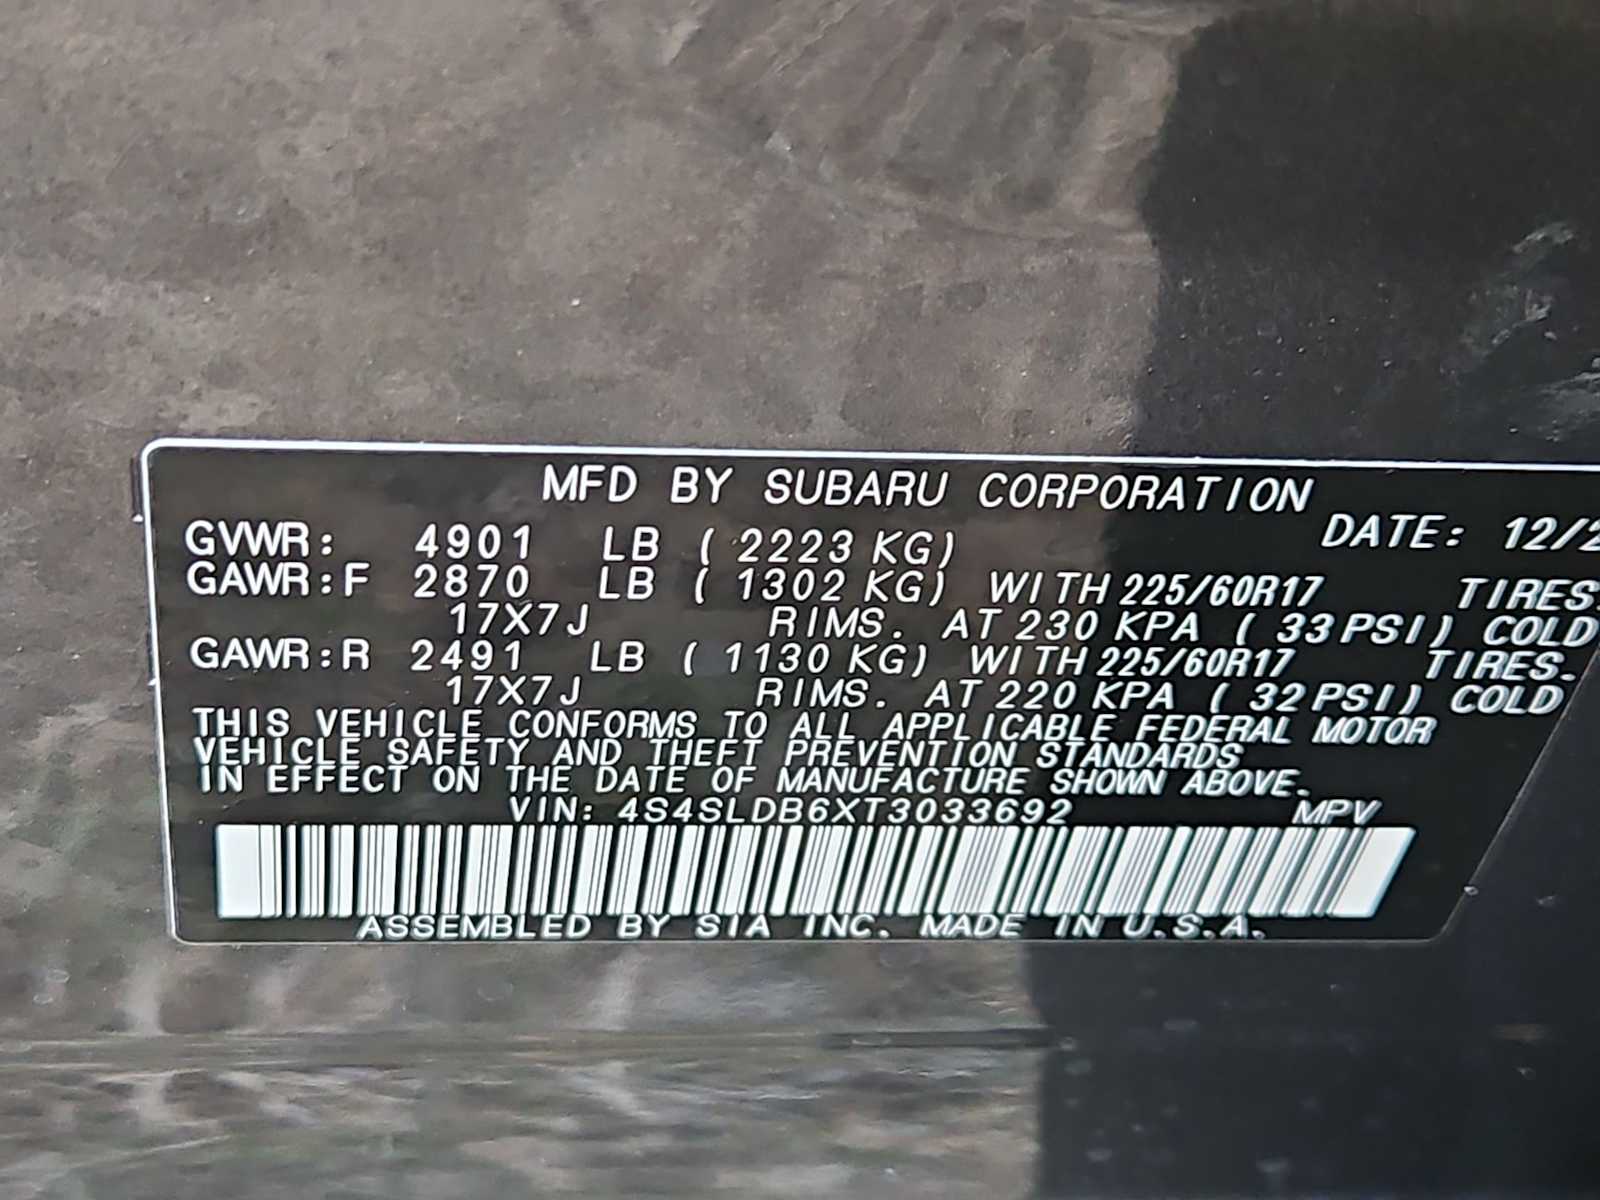 MFD BY SUBARU CORPORATION
DATE: 12/2
GVWR: 4901 LB ( 2223 KG)
GAWR:F 2870 LB ( 1302 KG) WITH 225/60R17 TIRES.
17X7J RIMS. AT 230 KPA ( 33 PSI) COLD
GAWR:R 2491 LB ( 1130 KG) WITH 225/60R17 TIRES.
17X7J RIMS. AT 220 KPA ( 32 PSI) COLD
THIS VEHICLE CONFORMS TO ALL APPLICABLE FEDERAL MOTOR
VEHICLE SAFETY AND THEFT PREVENTION STANDARDS
IN EFFECT ON THE DATE OF MANUFACTURE SHOWN ABOVE.
VIN: 4S4SLDB6XT3033692 MPV
ASSEMBLED BY SIA INC. MADE IN U.S.A.